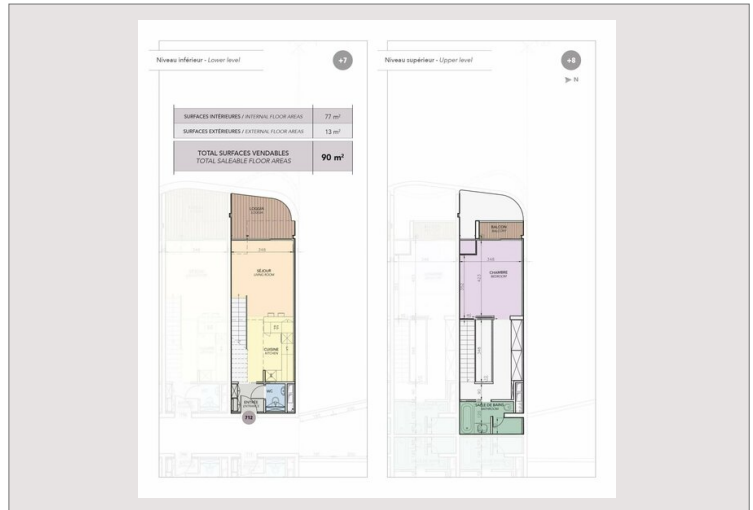 Niveau inférieur - Lower level
+7
Niveau supérieur - Upper level
+8
N
SURFACES INTÉRIEURES / INTERNAL FLOOR AREAS 77 m²
SURFACES EXTÉRIEURES / EXTERNAL FLOOR AREAS 13 m²
TOTAL SURFACES VENDABLES
TOTAL SALEABLE FLOOR AREAS
90 m²
LOGGIA
LOGGIA
SÉJOUR
LIVING ROOM
CUISINE
KITCHEN
ENTRÉE
WC
712
BALCON
BALCONY
CHAMBRE
BEDROOM
SALLE DE BAINS
BATHROOM